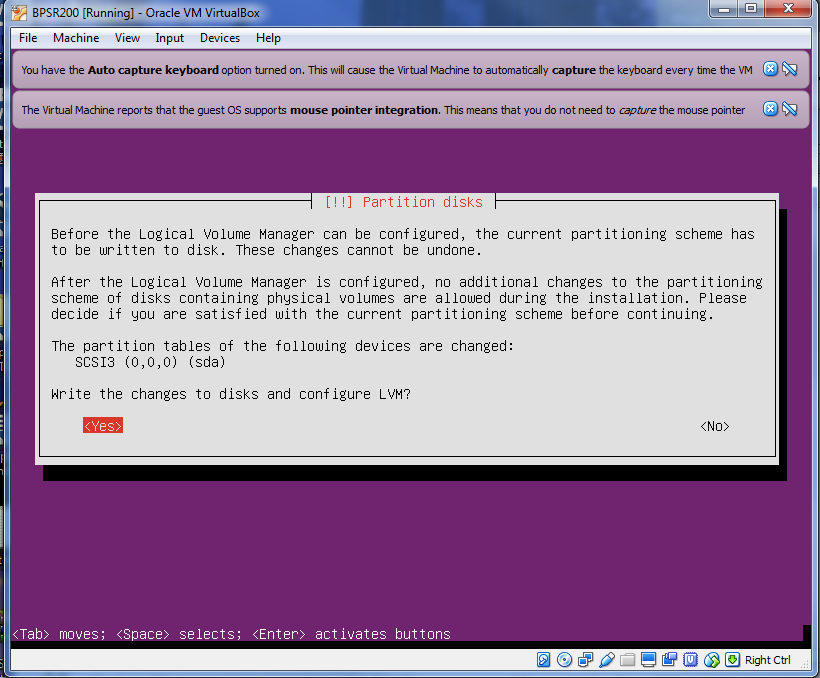 BPSR200 [Running] - Oracle VM VirtualBox
File Machine View Input Devices Help
You have the Auto capture keyboard option turned on. This will cause the Virtual Machine to automatically capture the keyboard every time the VM
The Virtual Machine reports that the guest OS supports mouse pointer integration. This means that you do not need to capture the mouse pointer
[!!] Partition disks
Before the Logical Volume Manager can be configured, the current partitioning scheme has
to be written to disk. These changes cannot be undone.
After the Logical Volume Manager is configured, no additional changes to the partitioning
scheme of disks containing physical volumes are allowed during the installation. Please
decide if you are satisfied with the current partitioning scheme before continuing.
The partition tables of the following devices are changed:
SCSI3 (0,0,0) (sda)
Write the changes to disks and configure LVM?
<Yes> <No>
<Tab> moves; <Space> selects; <Enter> activates buttons
Right Ctrl